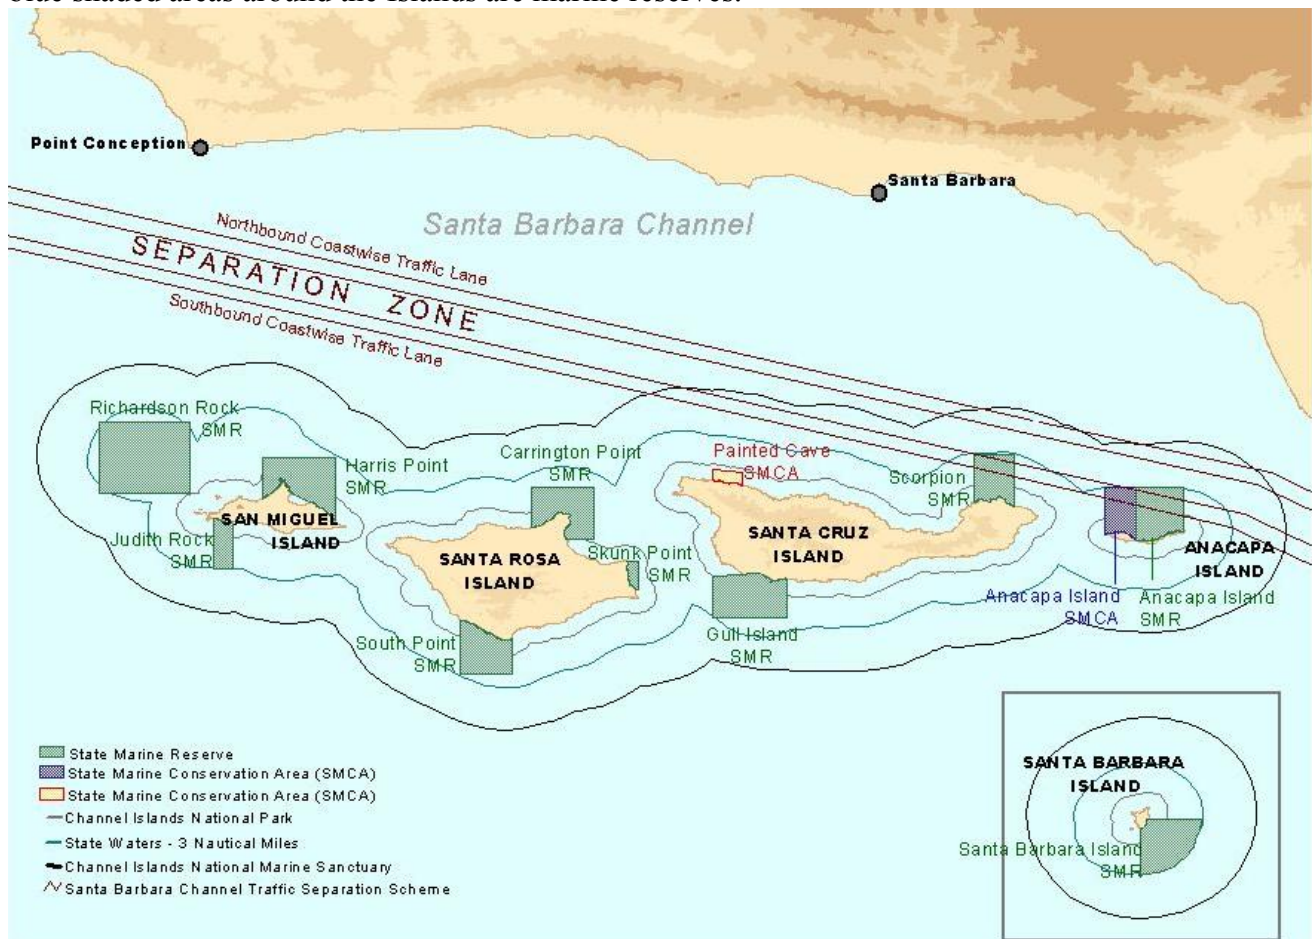 blue shaded areas around the Islands are marine reserves.
Point Conception
Santa Barbara
Santa Barbara Channel
Northbound Coastwise Traffic Lane
SEPARATION ZONE
Southbound Coastwise Traffic Lane
Richardson Rock
SMR
Harris Point
SMR
Carrington Point
SMR
Painted Cave
SMCA
Scorpion
SMR
SAN MIGUEL
ISLAND
Judith Rock
SMR
SANTA ROSA
ISLAND
Skunk Point
SMR
SANTA CRUZ
ISLAND
ANACAPA
ISLAND
Anacapa Island
SMCA
Anacapa Island
SMR
South Point
SMR
Gull Island
SMR
SANTA BARBARA
ISLAND
Santa Barbara Island
SMR
State Marine Reserve
State Marine Conservation Area (SMCA)
State Marine Conservation Area (SMCA)
Channel Islands National Park
State Waters - 3 Nautical Miles
Channel Islands National Marine Sanctuary
Santa Barbara Channel Traffic Separation Scheme